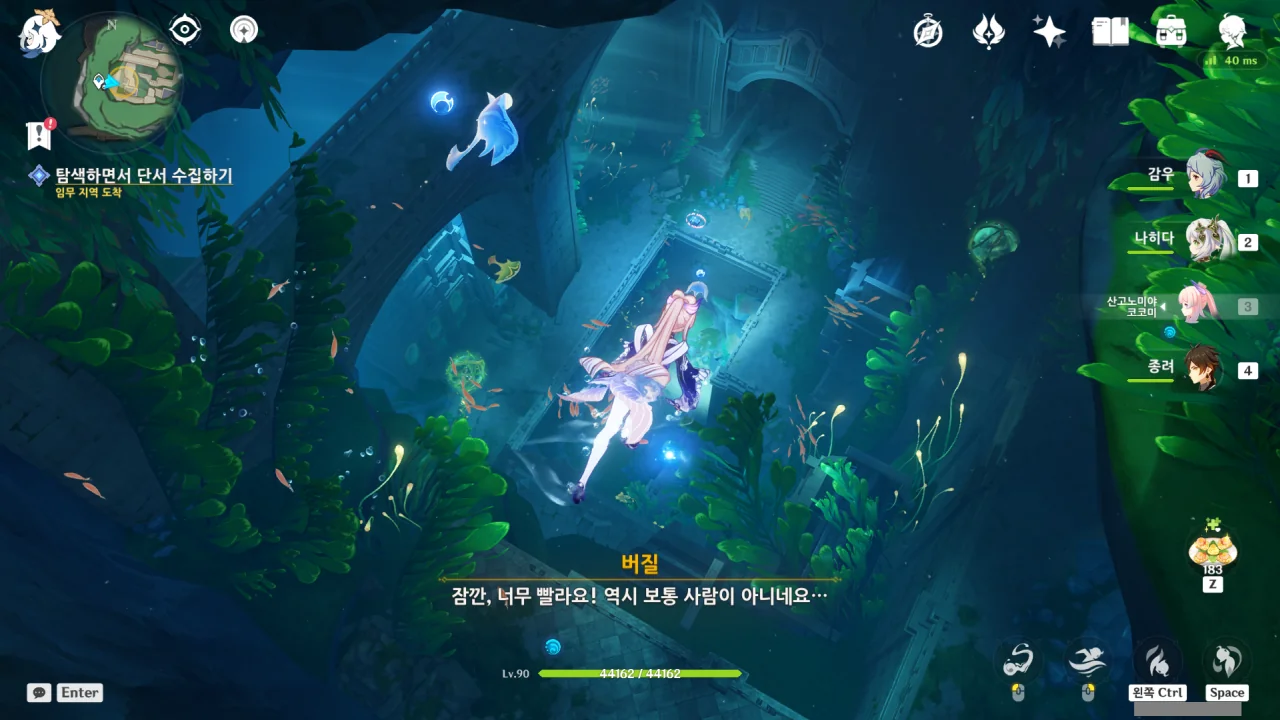 N
40 ms
탐색하면서 단서 수집하기
임무 지역 도착
감우
1
나히다
2
산고노미야
코코미
3
종려
4
183
Z
버질
잠깐, 너무 빨라요! 역시 보통 사람이 아니네요…
Lv.90
44162 / 44162
Enter
왼쪽 Ctrl
Space